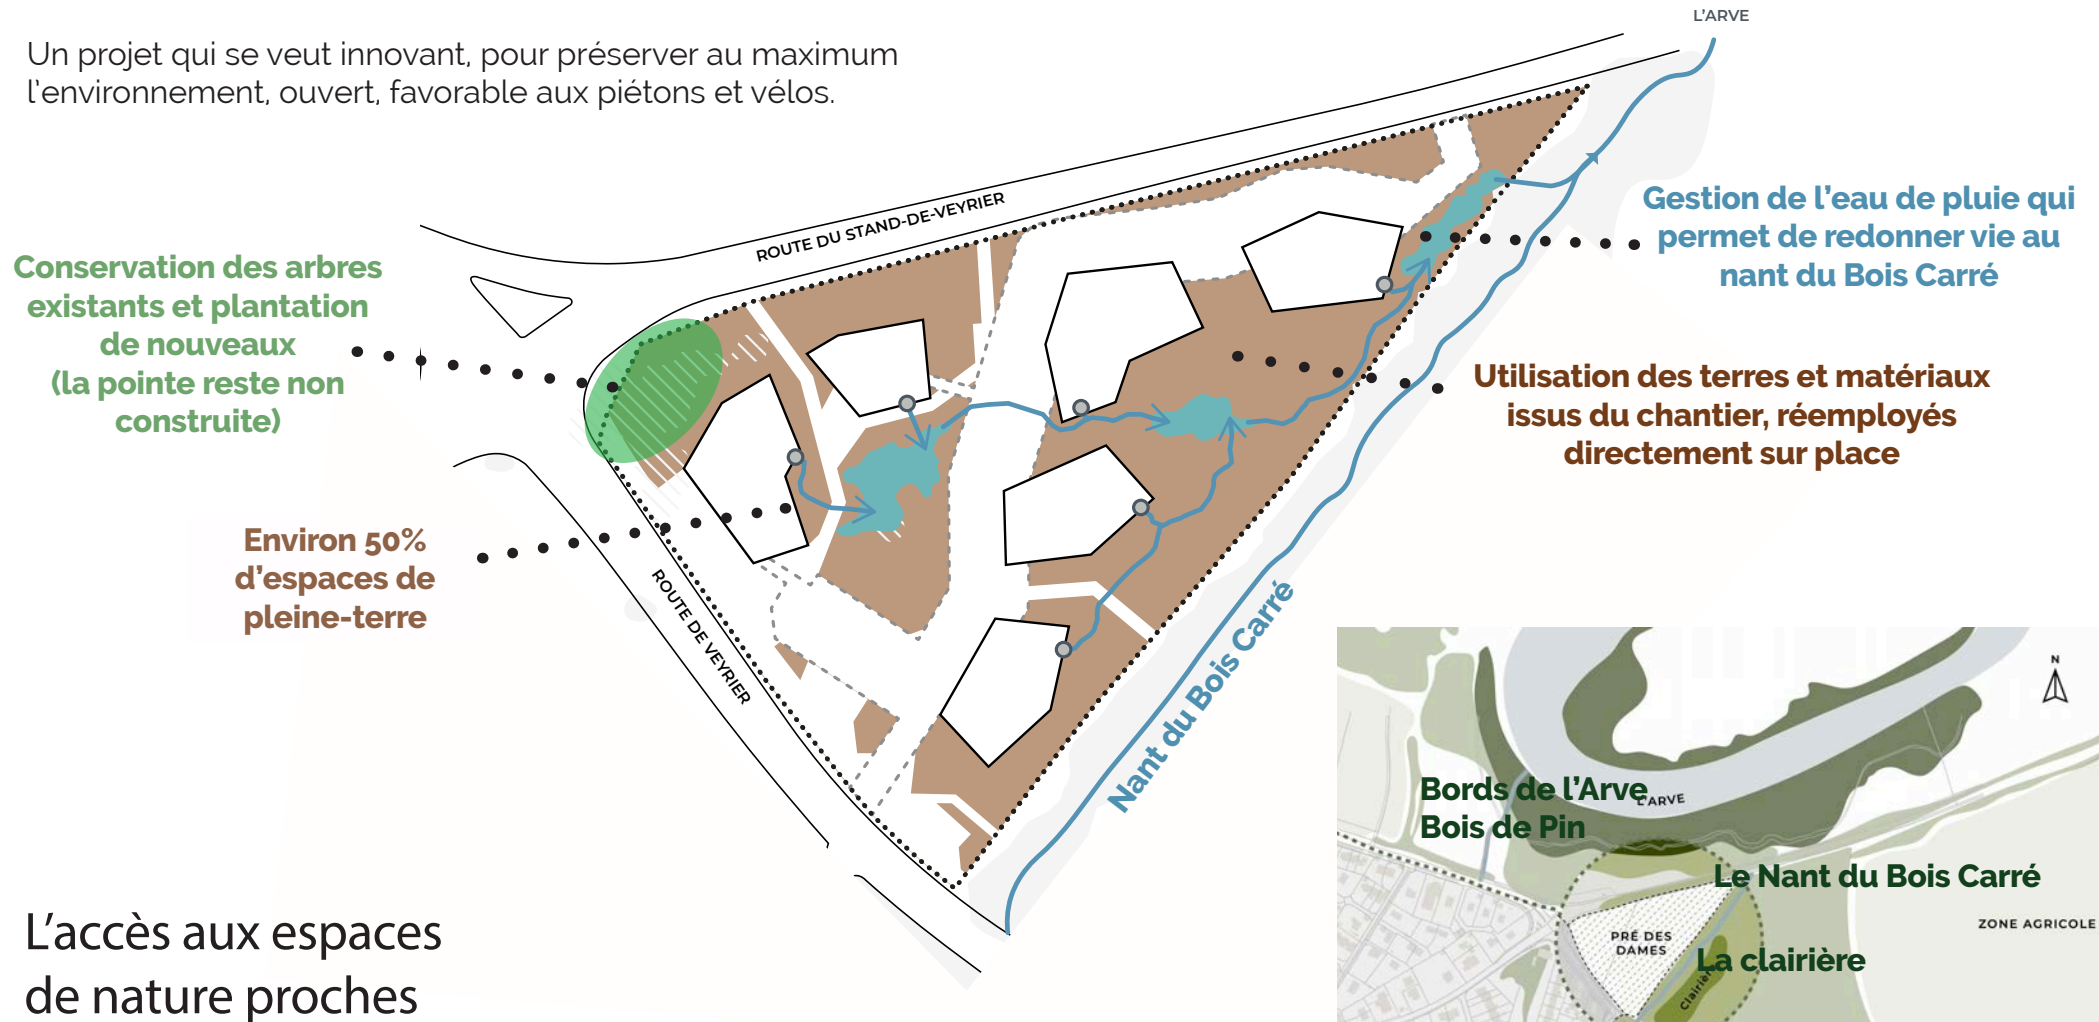 L'ARVE
Un projet qui se veut innovant, pour préserver au maximum
l'environnement, ouvert, favorable aux piétons et vélos.
ROUTE DU STAND-DE-VEYRIER
Gestion de l'eau de pluie qui
permet de redonner vie au
nant du Bois Carré
Conservation des arbres
existants et plantation
de nouveaux
(la pointe reste non
construite)
Utilisation des terres et matériaux
issus du chantier, réemployés
directement sur place
Environ 50%
d'espaces de
pleine-terre
ROUTE DE VEYRIER
Nant du Bois Carré
N
Bords de l'Arve
L'ARVE
Bois de Pin
Le Nant du Bois Carré
ZONE AGRICOLE
PRÉ DES
DAMES
La clairière
Clairière
L'accès aux espaces
de nature proches